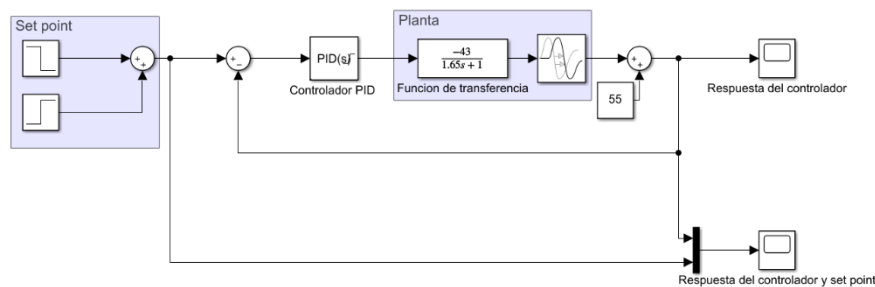 Set point
Planta
PID(s)
-43
1.65s + 1
55
Controlador PID
Funcion de transferencia
Respuesta del controlador
Respuesta del controlador y set point